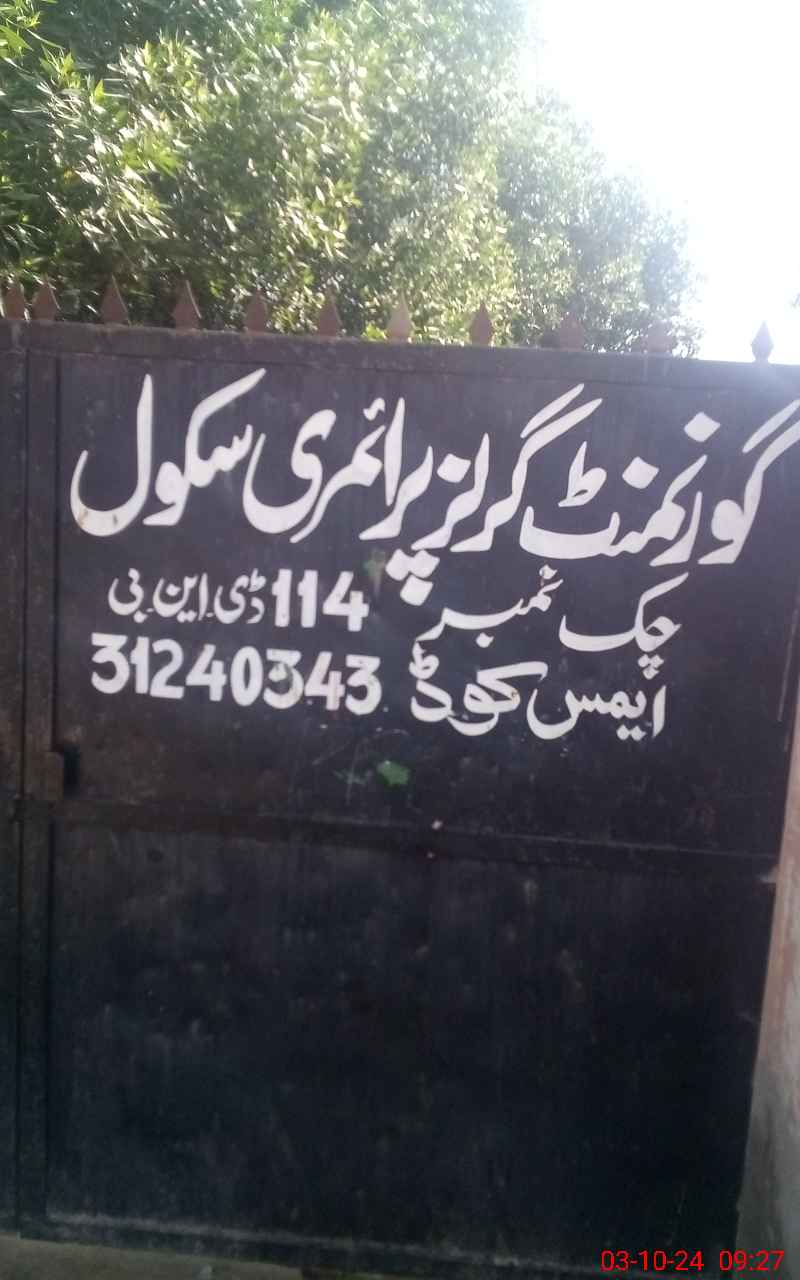 گورنمنٹ گرلز پرائمری سکول
چک نمبر 114 ڈی۔این۔بی
ایمس کوڈ 31240343
03-10-24 09:27